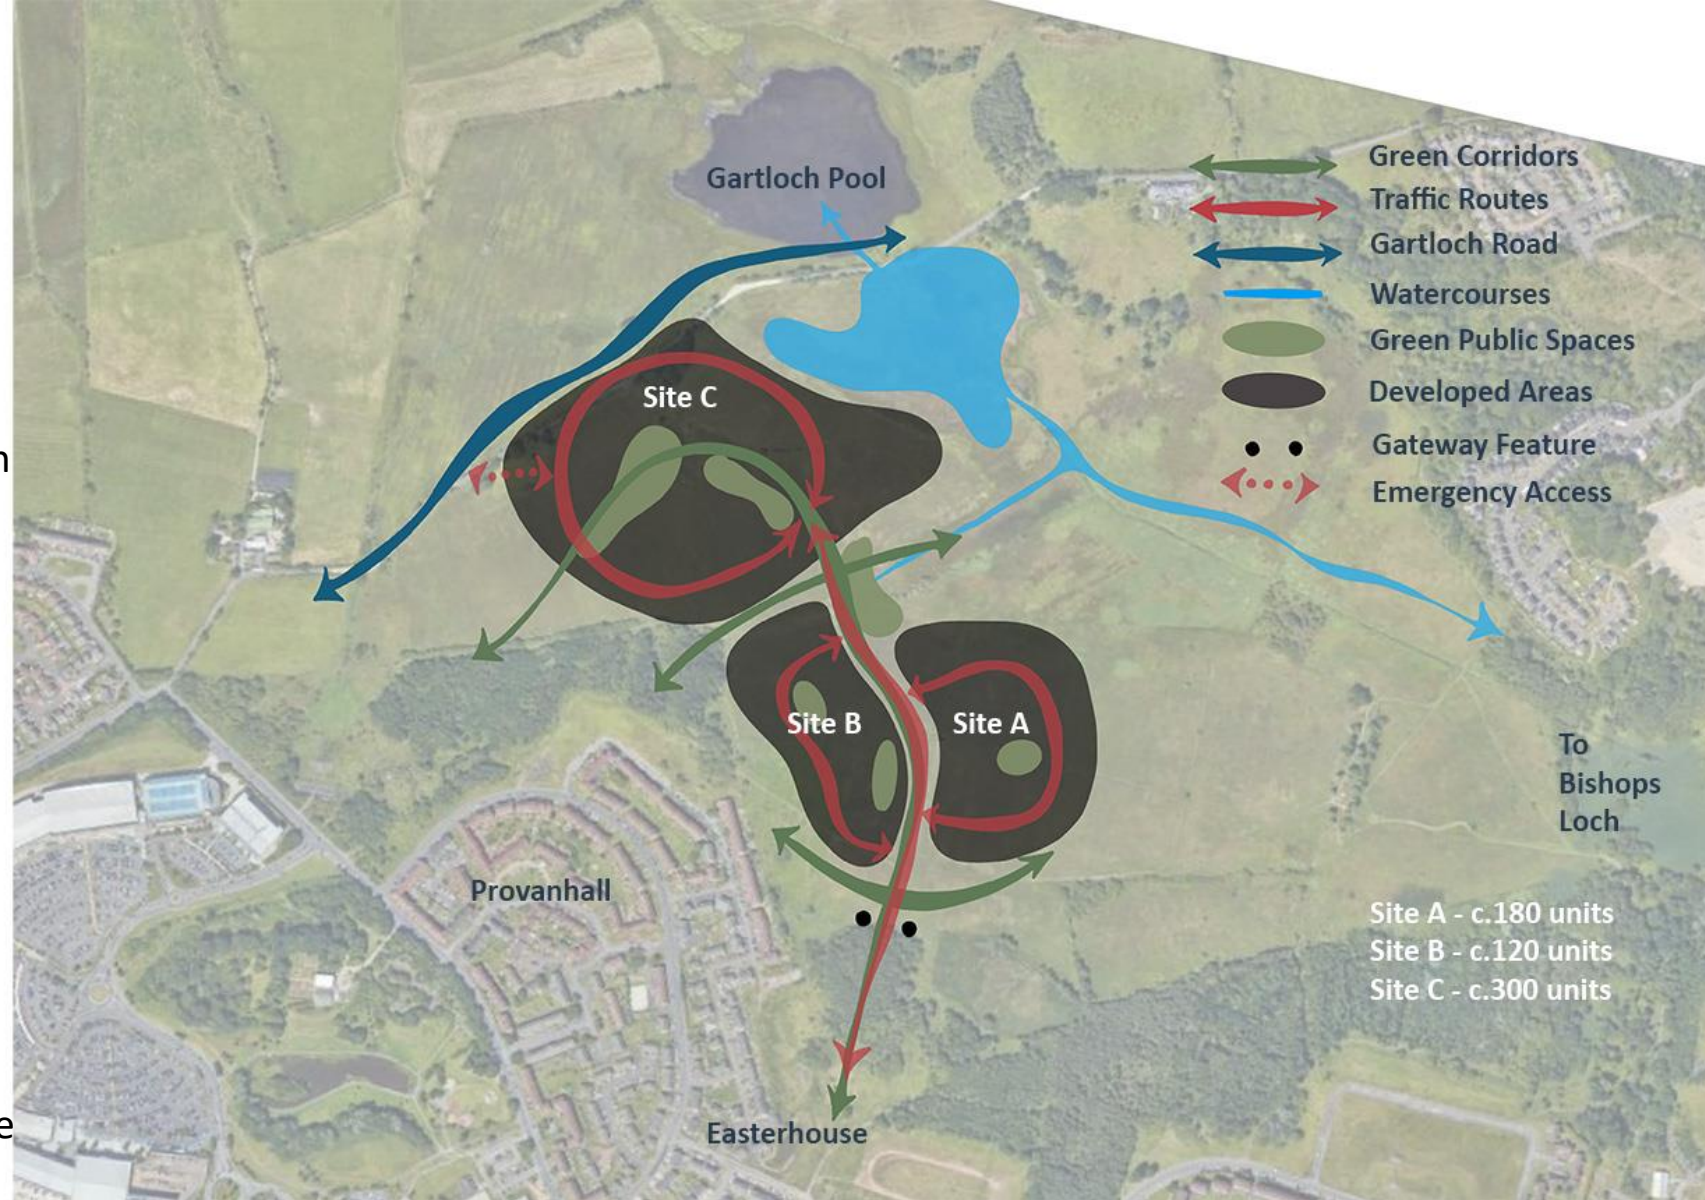 Gartloch Pool
Green Corridors
Traffic Routes
Gartloch Road
Watercourses
Green Public Spaces
Developed Areas
Gateway Feature
Emergency Access
Site C
n
Site B
Site A
To
Bishops
Loch
Provanhall
Site A - c.180 units
Site B - c.120 units
Site C - c.300 units
e
Easterhouse